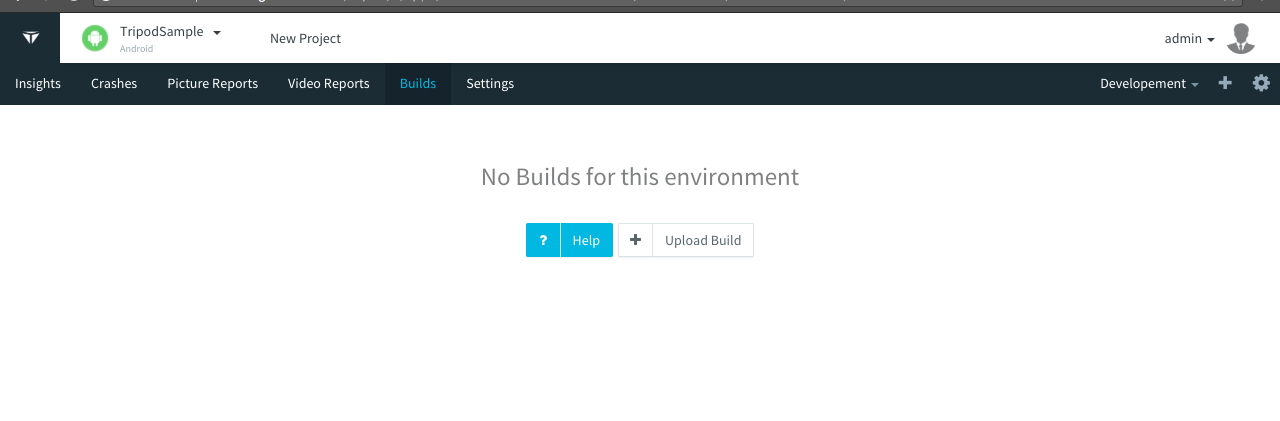 TripodSample
Android
New Project
admin
Insights
Crashes
Picture Reports
Video Reports
Builds
Settings
Developement
No Builds for this environment
? Help
Upload Build